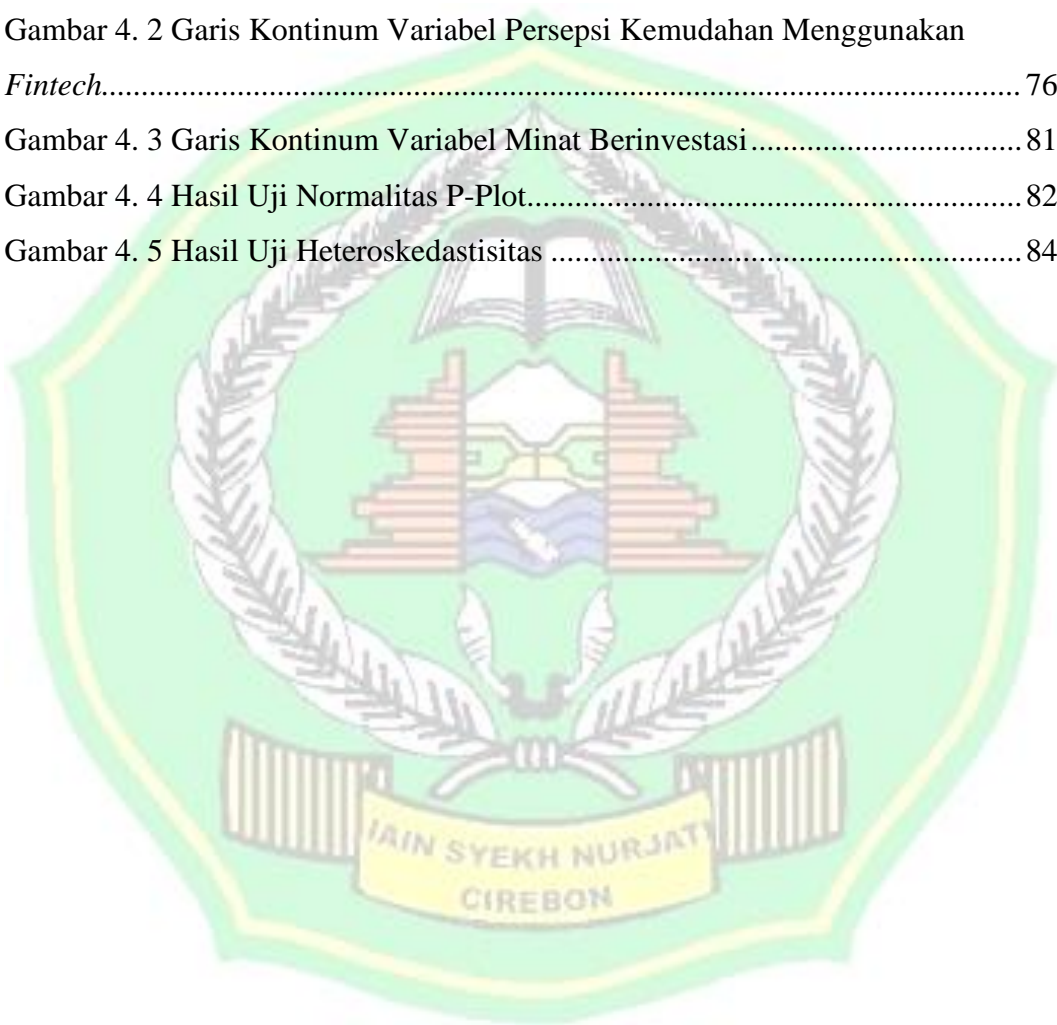 Gambar 4. 2 Garis Kontinum Variabel Persepsi Kemudahan Menggunakan
Fintech.................................................................................................. 76
Gambar 4. 3 Garis Kontinum Variabel Minat Berinvestasi............................. 81
Gambar 4. 4 Hasil Uji Normalitas P-Plot..................................................... 82
Gambar 4. 5 Hasil Uji Heteroskedastisitas .................................................. 84
IAIN SYEKH NURJATI
CIREBON